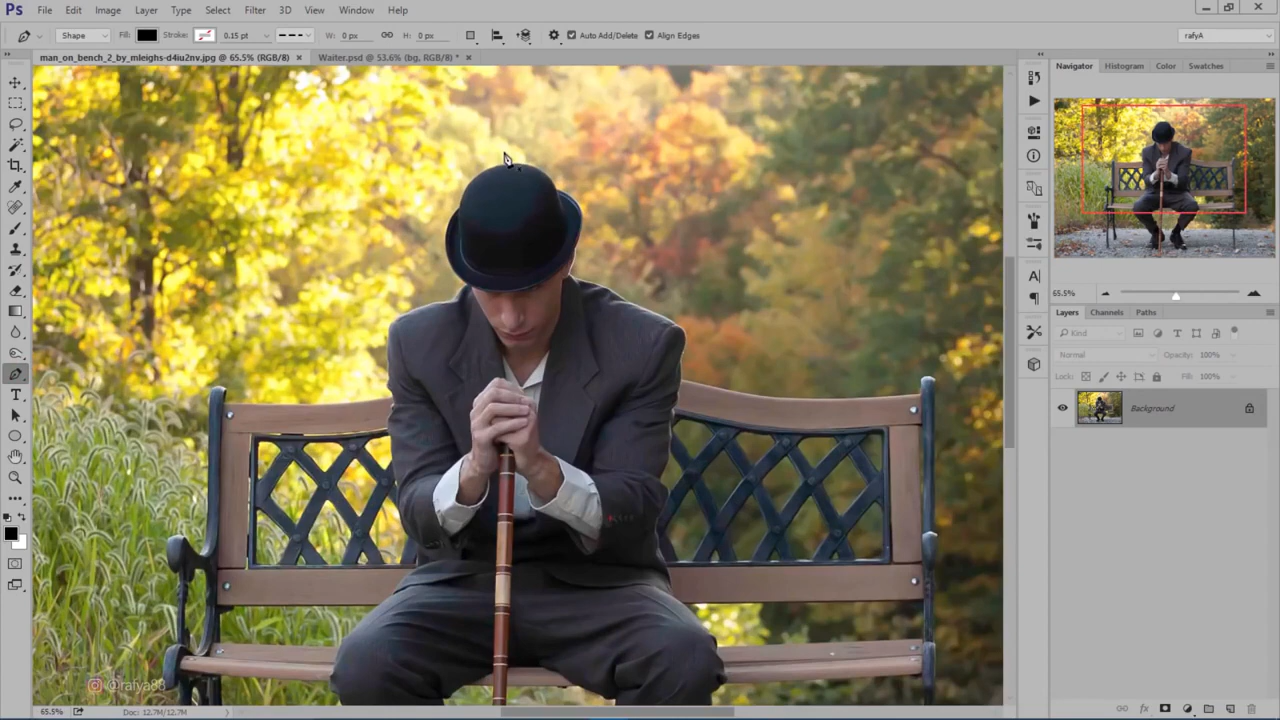 Ps File Edit Image Layer Type Select Filter 3D View Window Help
Shape Fill: Stroke: 0.15 pt W: 0 px H: 0 px Auto Add/Delete Align Edges rafyA
man_on_bench_2_by_mleighs-d4iu2nv.jpg @ 65.5% (RGB/8) × Waiter.psd @ 53.6% (bg, RGB/8) * ×
Navigator Histogram Color Swatches
65.5%
Layers Channels Paths
Kind
Normal Opacity: 100%
Lock: Fill: 100%
Background
@rafya88
65.5% Doc: 12.7M/12.7M